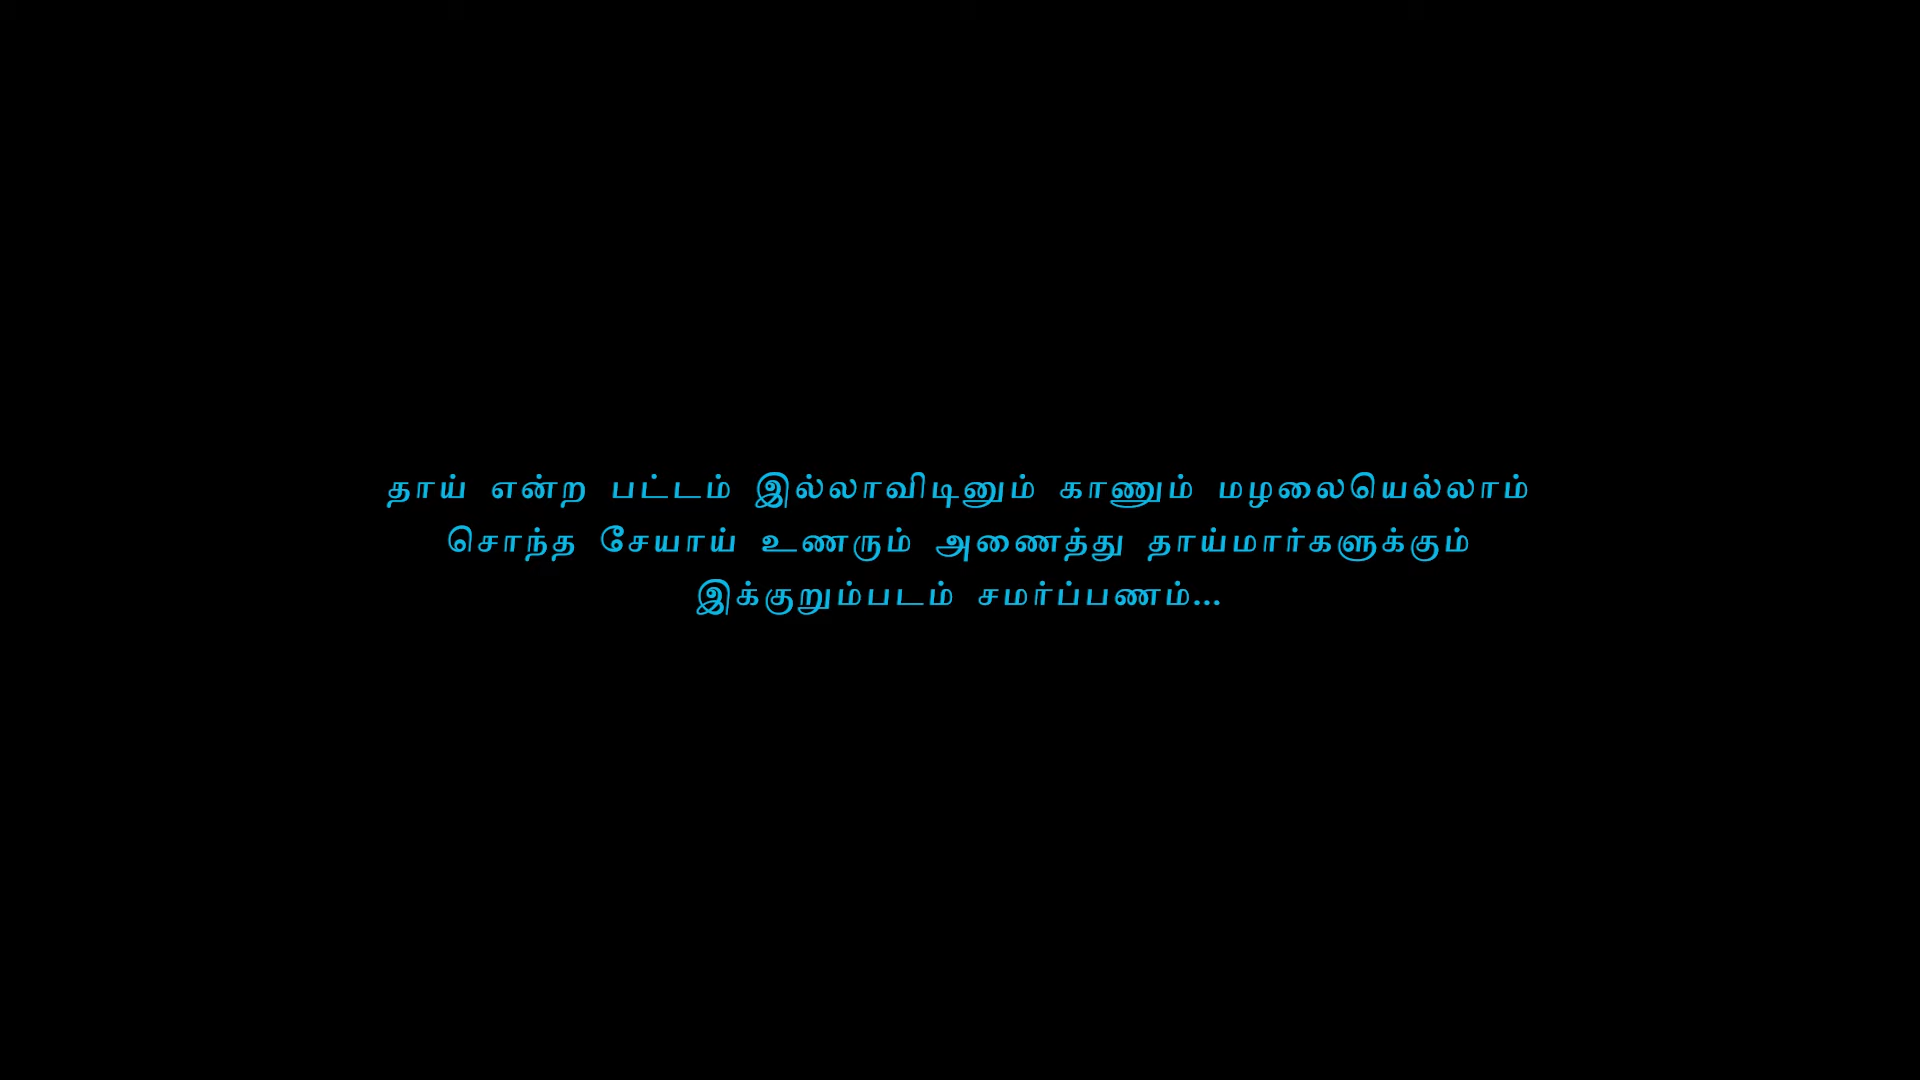 தாய் என்ற பட்டம் இல்லாவிடினும் காணும் மழலையெல்லாம்
சொந்த சேயாய் உணரும் அணைத்து தாய்மார்களுக்கும்
இக்குறும்படம் சமர்ப்பணம்...